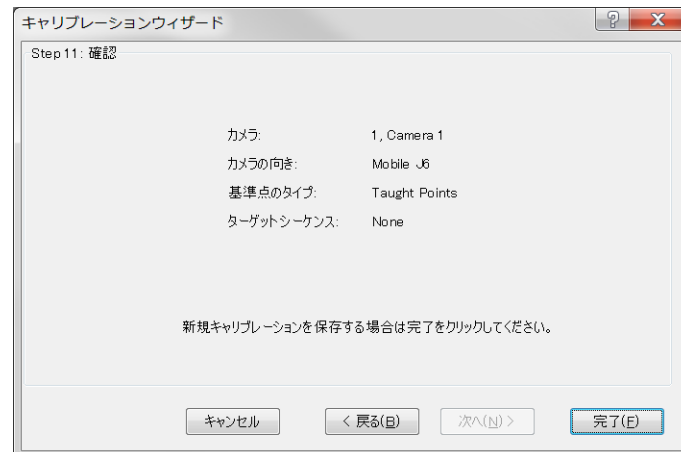 キャリブレーションウィザード
Step 11: 確認
カメラ: 1, Camera 1
カメラの向き: Mobile J6
基準点のタイプ: Taught Points
ターゲットシーケンス: None
新規キャリブレーションを保存する場合は完了をクリックしてください。
キャンセル < 戻る(B) 次へ(N) > 完了(F)